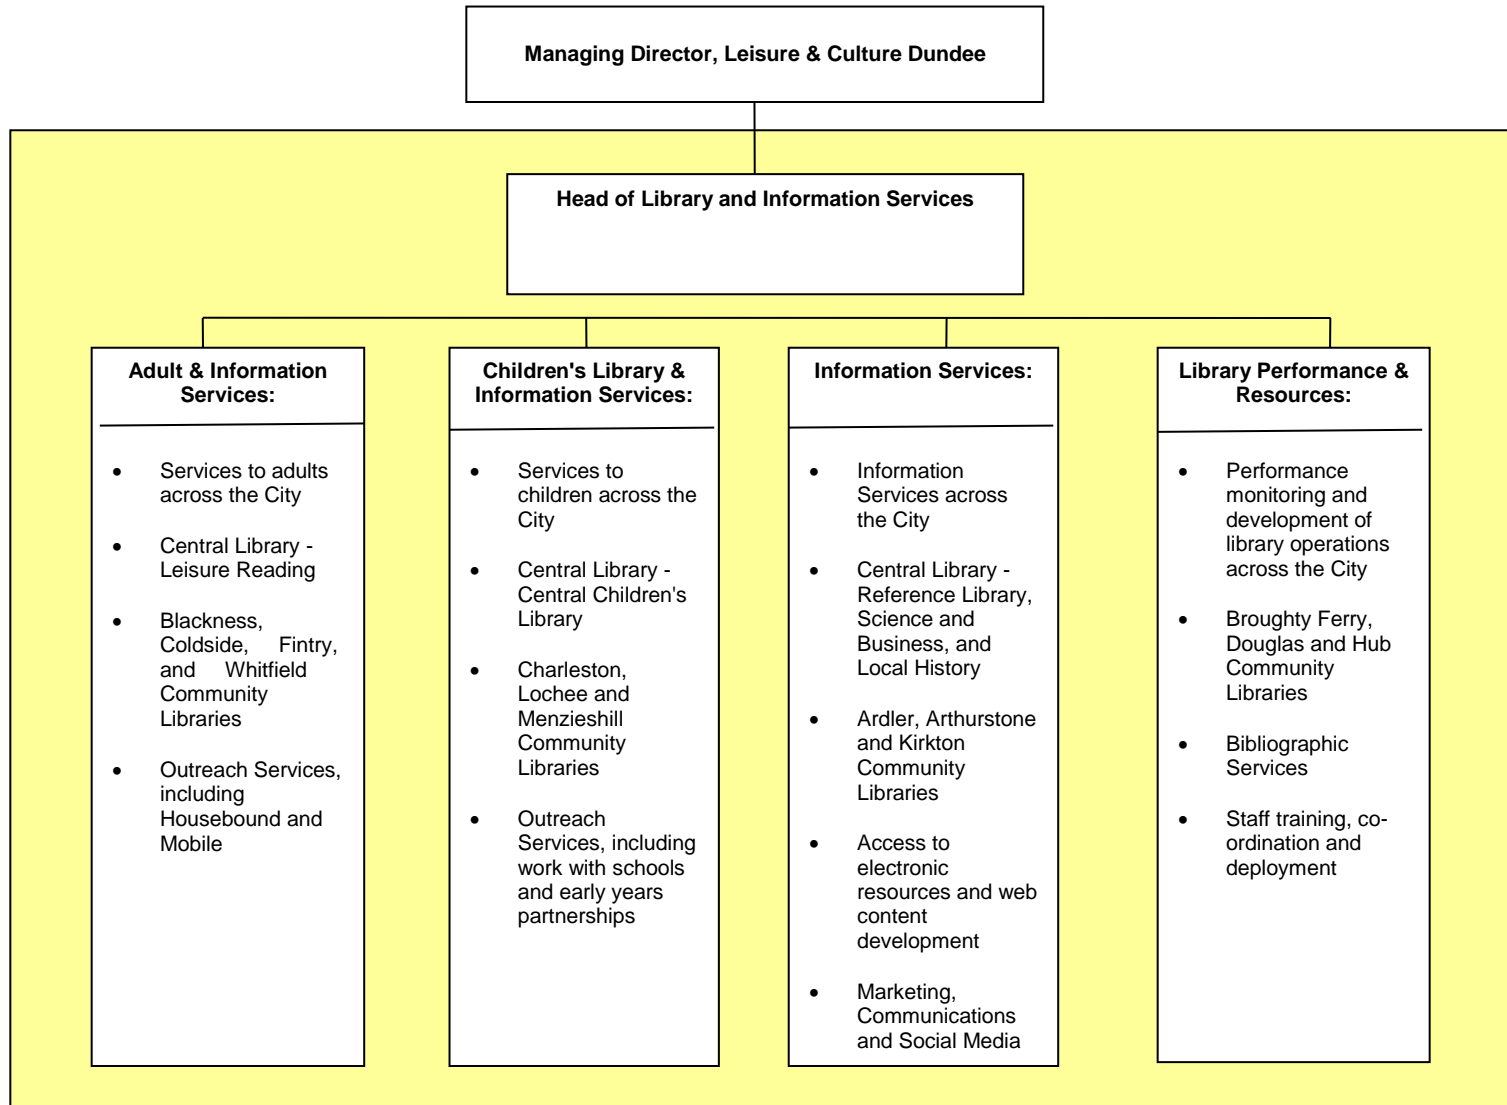 Managing Director, Leisure & Culture Dundee
Head of Library and Information Services
Adult & Information
Services:
• Services to adults
across the City
• Central Library -
Leisure Reading
• Blackness,
Coldside, Fintry,
and Whitfield
Community
Libraries
• Outreach Services,
including
Housebound and
Mobile
Children's Library &
Information Services:
• Services to
children across the
City
• Central Library -
Central Children's
Library
• Charleston,
Lochee and
Menzieshill
Community
Libraries
• Outreach
Services, including
work with schools
and early years
partnerships
Information Services:
• Information
Services across
the City
• Central Library -
Reference Library,
Science and
Business, and
Local History
• Ardler, Arthurstone
and Kirkton
Community
Libraries
• Access to
electronic
resources and web
content
development
• Marketing,
Communications
and Social Media
Library Performance &
Resources:
• Performance
monitoring and
development of
library operations
across the City
• Broughty Ferry,
Douglas and Hub
Community
Libraries
• Bibliographic
Services
• Staff training, co-
ordination and
deployment